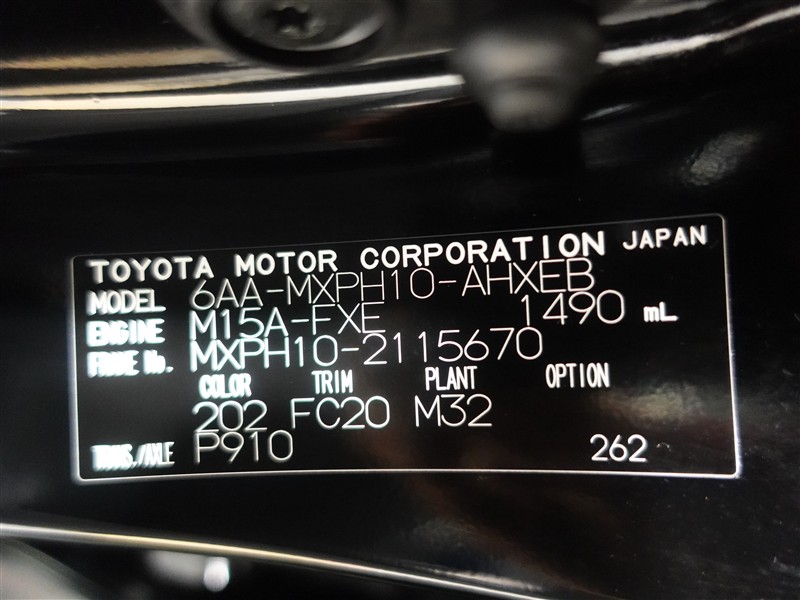 TOYOTA MOTOR CORPORATION JAPAN
MODEL 6AA-MXPH10-AHXEB
ENGINE M15A-FXE 1490 mL
FRAME No. MXPH10-2115670
COLOR TRIM PLANT OPTION
202 FC20 M32
TRANS./AXLE P910 262